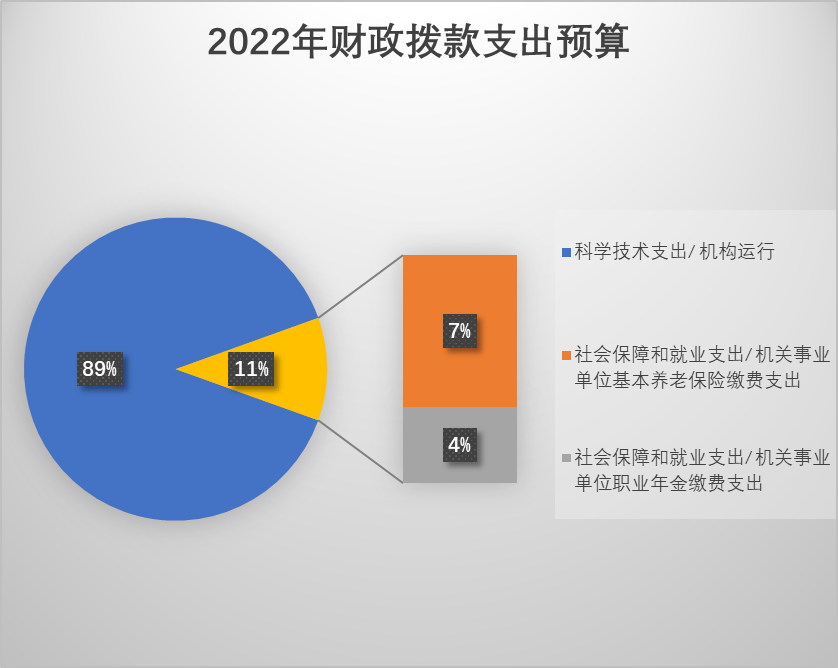 2022年财政拨款支出预算
89%
11%
7%
4%
科学技术支出/ 机构运行
社会保障和就业支出/ 机关事业
单位基本养老保险缴费支出
社会保障和就业支出/ 机关事业
单位职业年金缴费支出